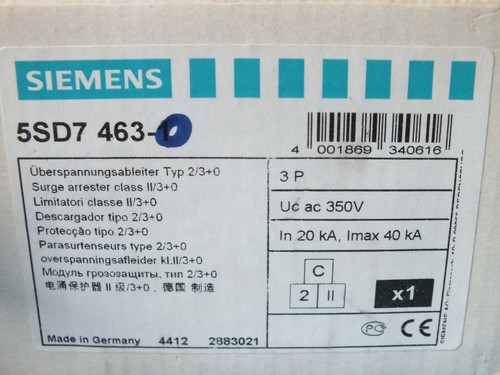 SIEMENS
5SD7 463-0
4 001869 340616
Überspannungsableiter Typ 2/3+0
Surge arrester class II/3+0
Limitatori classe II/3+0
Descargador tipo 2/3+0
Protecção tipo 2/3+0
Parasurtenseurs type 2/3+0
overspanningsafleider kl.II/3+0
Модуль грозозащиты, тип 2/3+0
电涌保护器 II 级/3+0, 德国 制造
3 P
Uc ac 350V
In 20 kA, Imax 40 kA
C
2 II
x1
Made in Germany 4412 2883021
CE